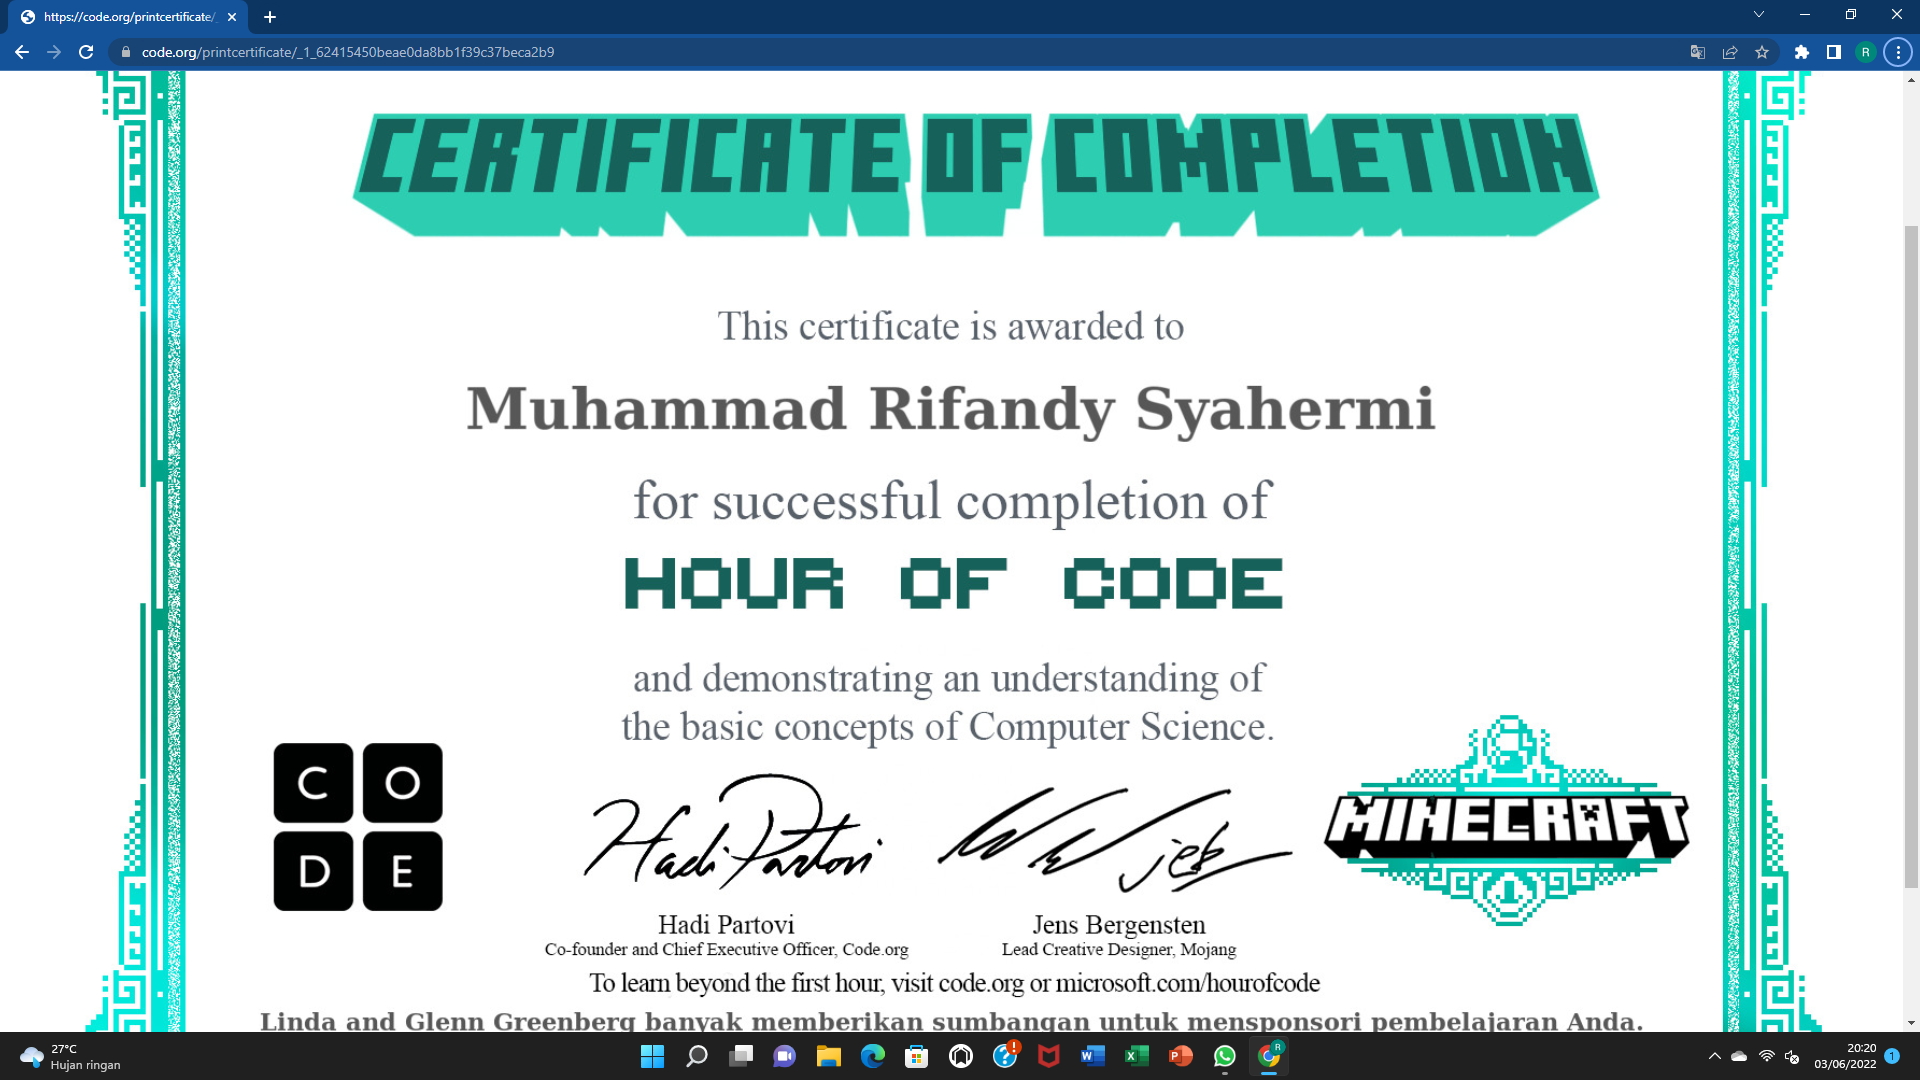 https://code.org/printcertificate/_
code.org/printcertificate/_1_62415450beae0da8bb1f39c37beca2b9
R
CERTIFICATE OF COMPLETION
This certificate is awarded to
Muhammad Rifandy Syahermi
for successful completion of
HOUR OF CODE
and demonstrating an understanding of
the basic concepts of Computer Science.
C O
D E
MINECRAFT
Hadi Partovi
jeb
Hadi Partovi
Jens Bergensten
Co-founder and Chief Executive Officer, Code.org
Lead Creative Designer, Mojang
To learn beyond the first hour, visit code.org or microsoft.com/hourofcode
Linda and Glenn Greenberg banyak memberikan sumbangan untuk mensponsori pembelajaran Anda.
27°C
Hujan ringan
W
X
P
R
20:20
03/06/2022
1